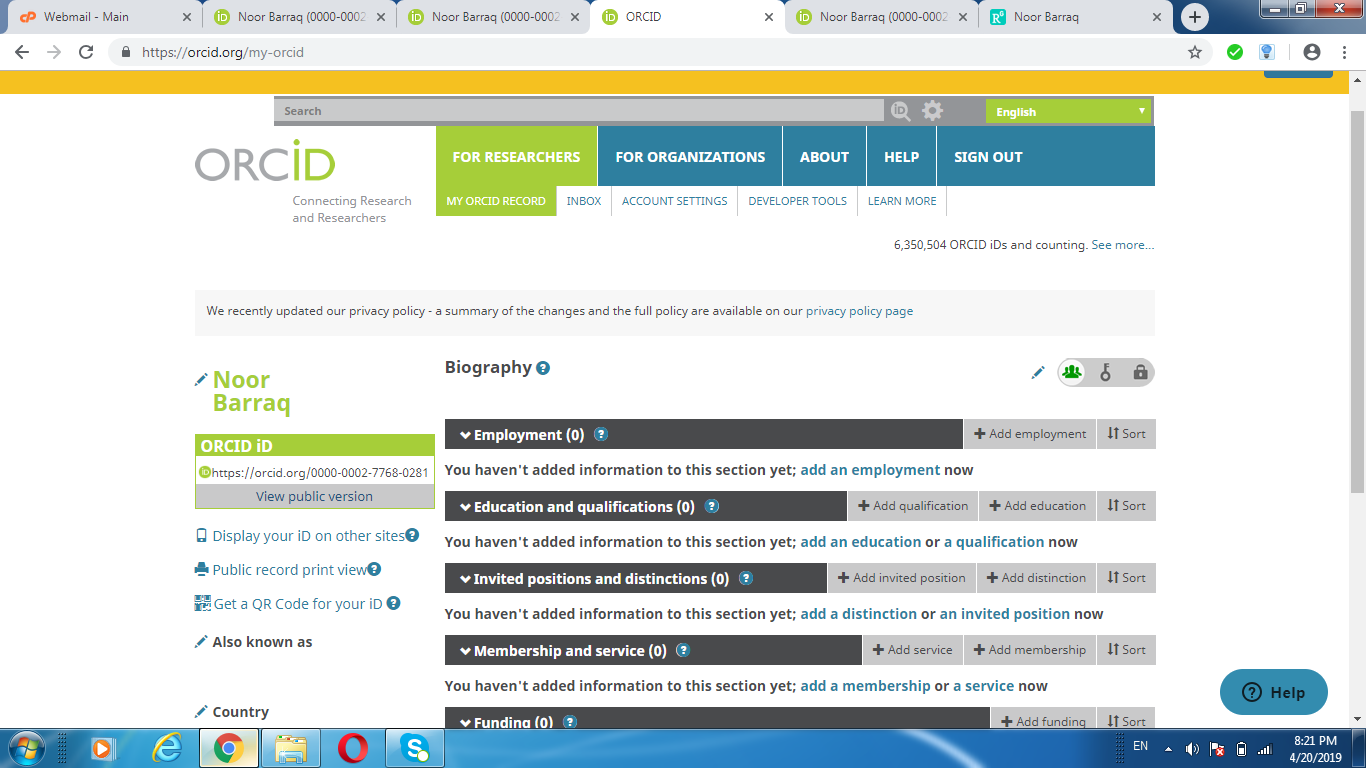 Webmail - Main
Noor Barraq (0000-0002
Noor Barraq (0000-0002
ORCID
Noor Barraq (0000-0002
Noor Barraq
https://orcid.org/my-orcid
Search
English
ORCiD
Connecting Research
and Researchers
FOR RESEARCHERS
FOR ORGANIZATIONS
ABOUT
HELP
SIGN OUT
MY ORCID RECORD
INBOX
ACCOUNT SETTINGS
DEVELOPER TOOLS
LEARN MORE
6,350,504 ORCID iDs and counting. See more...
We recently updated our privacy policy - a summary of the changes and the full policy are available on our privacy policy page
Noor
Barraq
ORCID iD
iD https://orcid.org/0000-0002-7768-0281
View public version
Display your iD on other sites
Public record print view
Get a QR Code for your iD
Also known as
Country
Biography
Employment (0)
Add employment
Sort
You haven't added information to this section yet; add an employment now
Education and qualifications (0)
Add qualification
Add education
Sort
You haven't added information to this section yet; add an education or a qualification now
Invited positions and distinctions (0)
Add invited position
Add distinction
Sort
You haven't added information to this section yet; add a distinction or an invited position now
Membership and service (0)
Add service
Add membership
Sort
You haven't added information to this section yet; add a membership or a service now
Funding (0)
Add funding
Sort
Help
EN
8:21 PM
4/20/2019